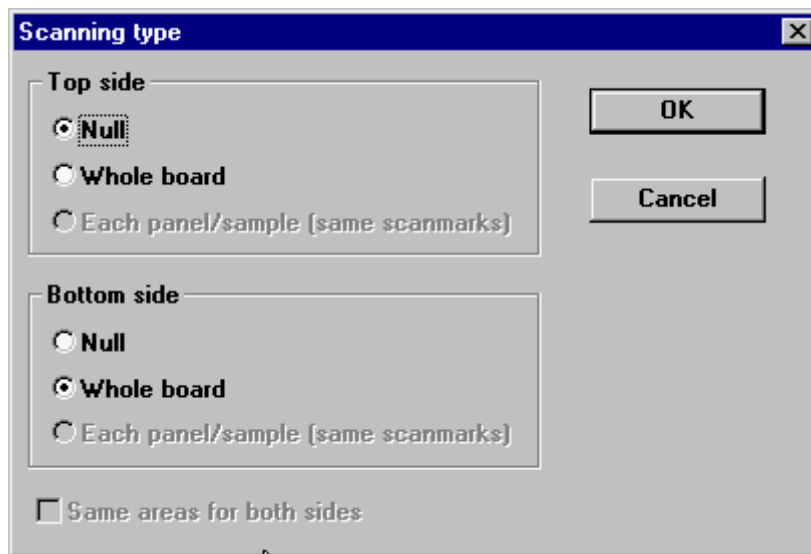 Scanning type
Top side
Null
Whole board
Each panel/sample (same scanmarks)
OK
Cancel
Bottom side
Null
Whole board
Each panel/sample (same scanmarks)
Same areas for both sides